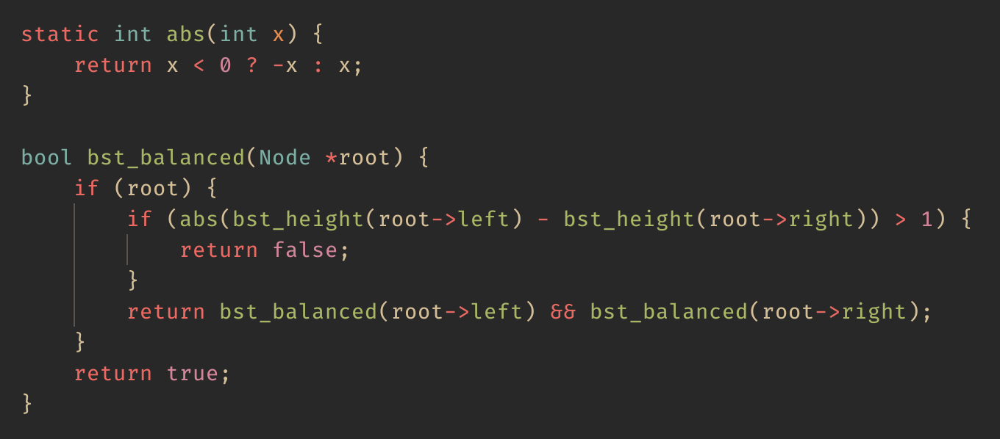 static int abs(int x) {
    return x < 0 ? -x : x;
}

bool bst_balanced(Node *root) {
    if (root) {
        if (abs(bst_height(root->left) - bst_height(root->right)) > 1) {
            return false;
        }
        return bst_balanced(root->left) && bst_balanced(root->right);
    }
    return true;
}